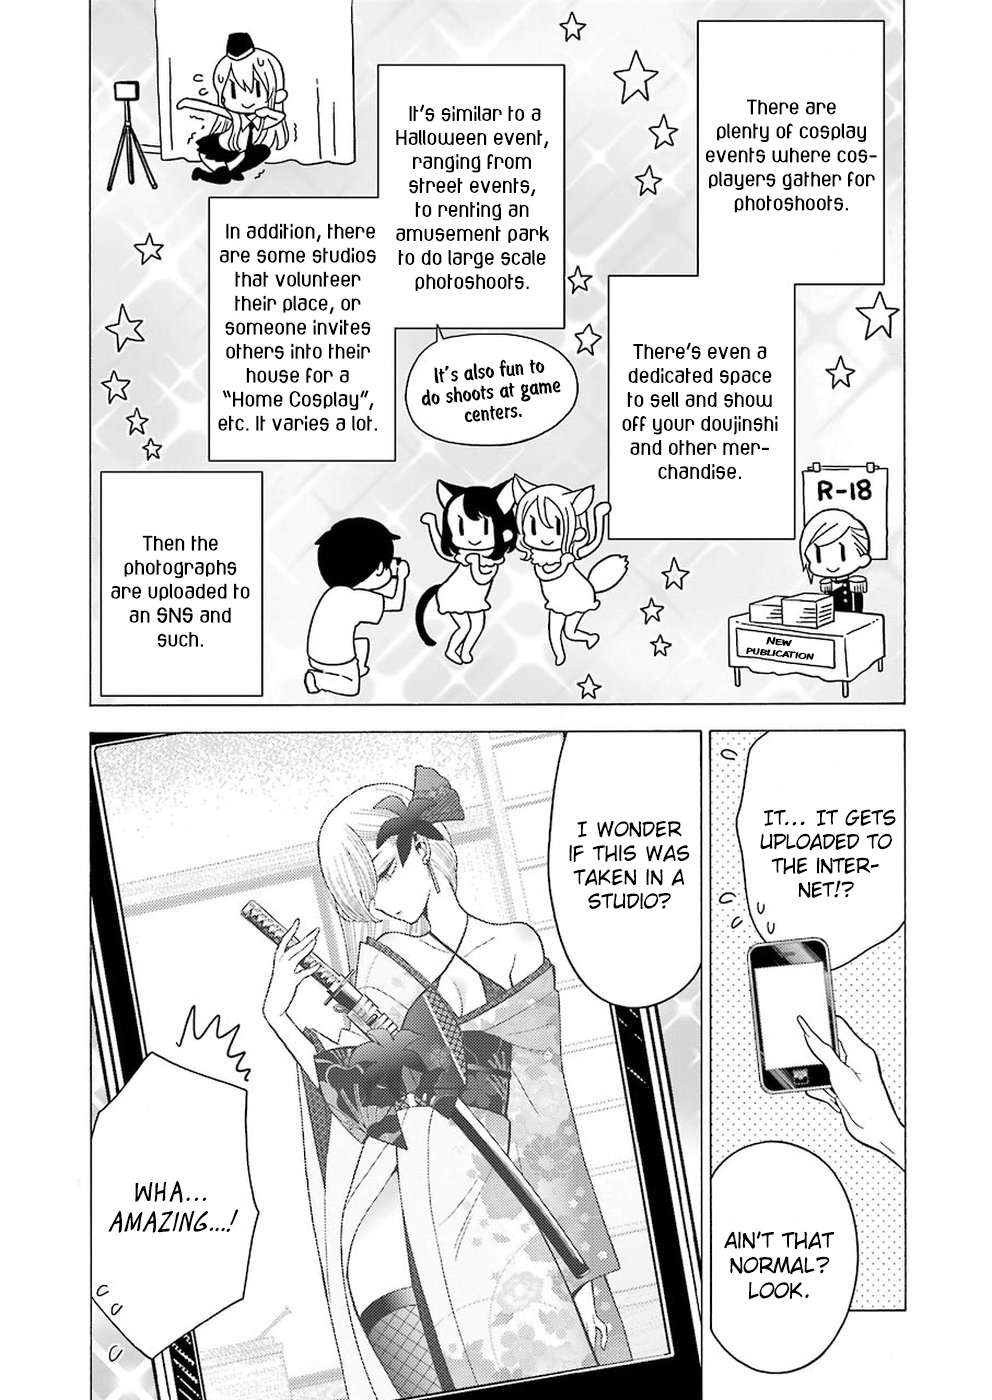 There are
plenty of cosplay
events where cos-
players gather for
photoshoots.
It's similar to a
Halloween event,
ranging from
street events,
to renting an
amusement park
to do large scale
photoshoots.
In addition, there
are some studios
that volunteer
their place, or
someone invites
others into their
house for a
"Home Cosplay",
etc. It varies a lot.
It's also fun to
do shoots at game
centers.
There's even a
dedicated space
to sell and show
off your doujinshi
and other mer-
chandise.
R-18
NEW
PUBLICATION
Then the
photographs
are uploaded to
an SNS and
such.
IT... IT GETS
UPLOADED TO
THE INTER-
NET!?
AIN'T THAT
NORMAL?
LOOK.
I WONDER
IF THIS WAS
TAKEN IN A
STUDIO?
WHA...
AMAZING...!